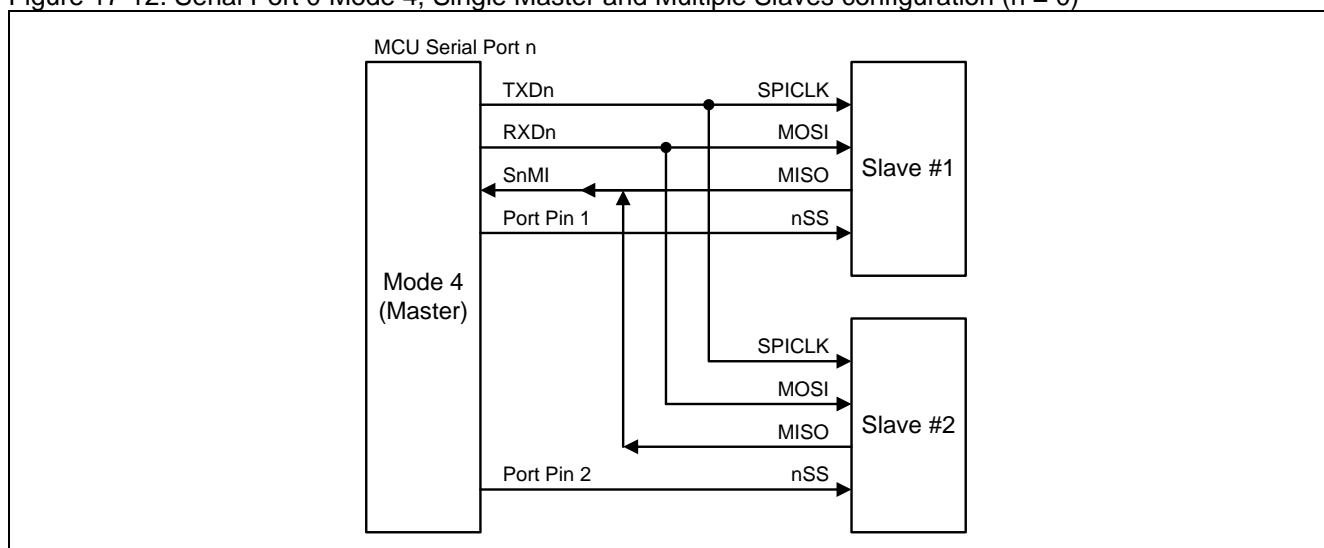 Figure 17-12. Serial Port 0 Mode 4, Single Master and Multiple Slaves configuration (n = 0)
MCU Serial Port n
TXDn SPICLK
RXDn MOSI
SnMI MISO
Slave #1
Port Pin 1 nSS
Mode 4
(Master)
SPICLK
MOSI
Slave #2
MISO
Port Pin 2 nSS